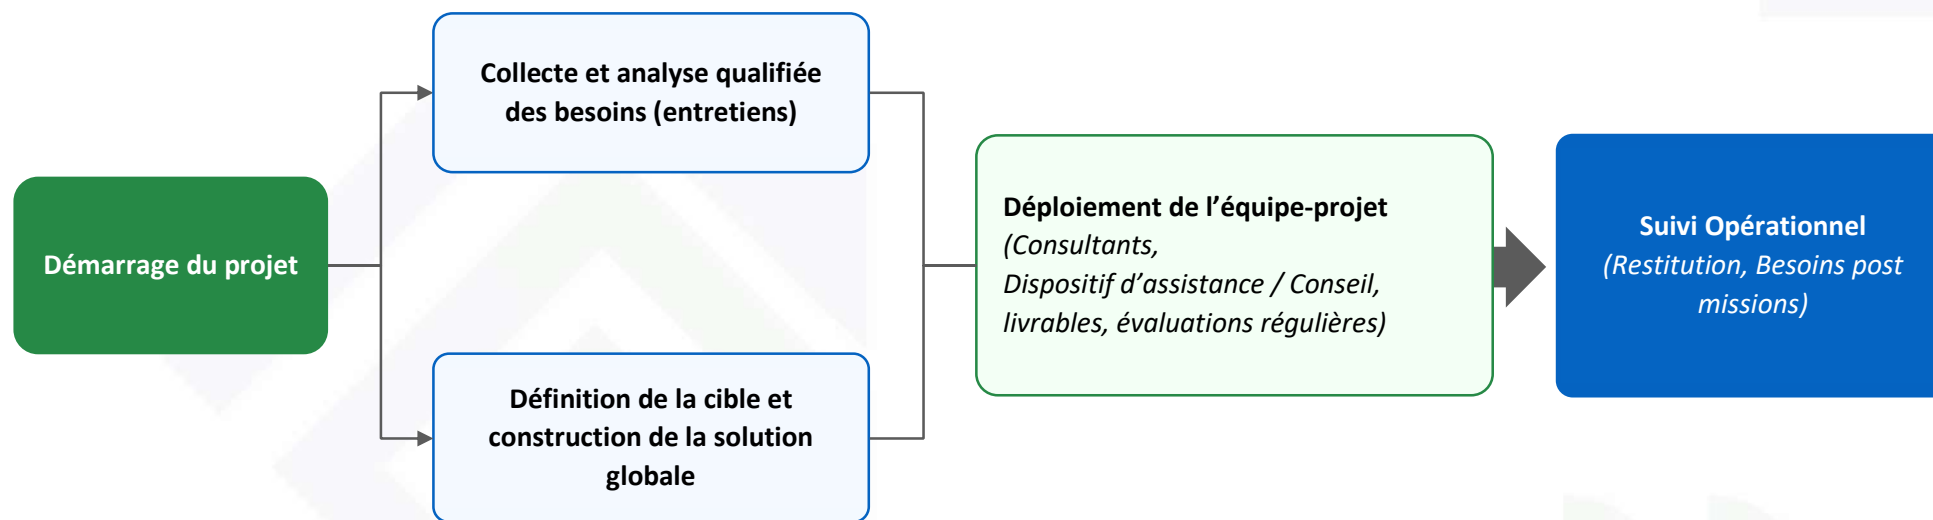 Démarrage du projet
Collecte et analyse qualifiée
des besoins (entretiens)
Définition de la cible et
construction de la solution
globale
Déploiement de l’équipe-projet
(Consultants,
Dispositif d’assistance / Conseil,
livrables, évaluations régulières)
Suivi Opérationnel
(Restitution, Besoins post
missions)